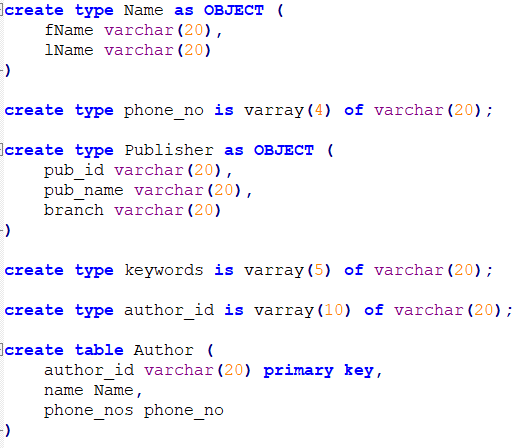 create type Name as OBJECT (
    fName varchar(20),
    lName varchar(20)
)
create type phone_no is varray(4) of varchar(20);
create type Publisher as OBJECT (
    pub_id varchar(20),
    pub_name varchar(20),
    branch varchar(20)
)
create type keywords is varray(5) of varchar(20);
create type author_id is varray(10) of varchar(20);
create table Author (
    author_id varchar(20) primary key,
    name Name,
    phone_nos phone_no
)